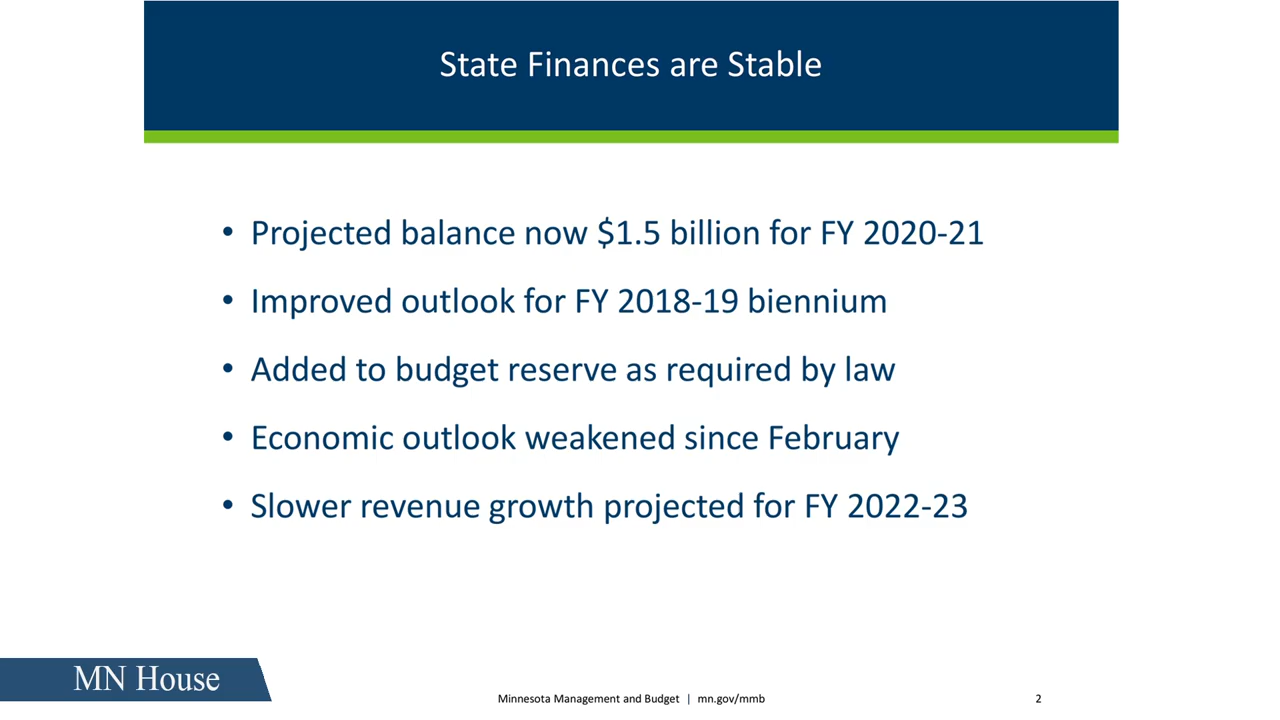 State Finances are Stable
• Projected balance now $1.5 billion for FY 2020-21
• Improved outlook for FY 2018-19 biennium
• Added to budget reserve as required by law
• Economic outlook weakened since February
• Slower revenue growth projected for FY 2022-23
MN House
Minnesota Management and Budget | mn.gov/mmb 2